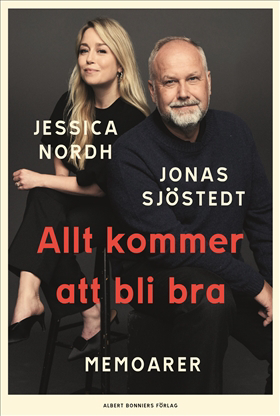 JESSICA
NORDH
JONAS
SJÖSTEDT
Allt kommer
att bli bra
MEMOARER
ALBERT BONNIERS FÖRLAG